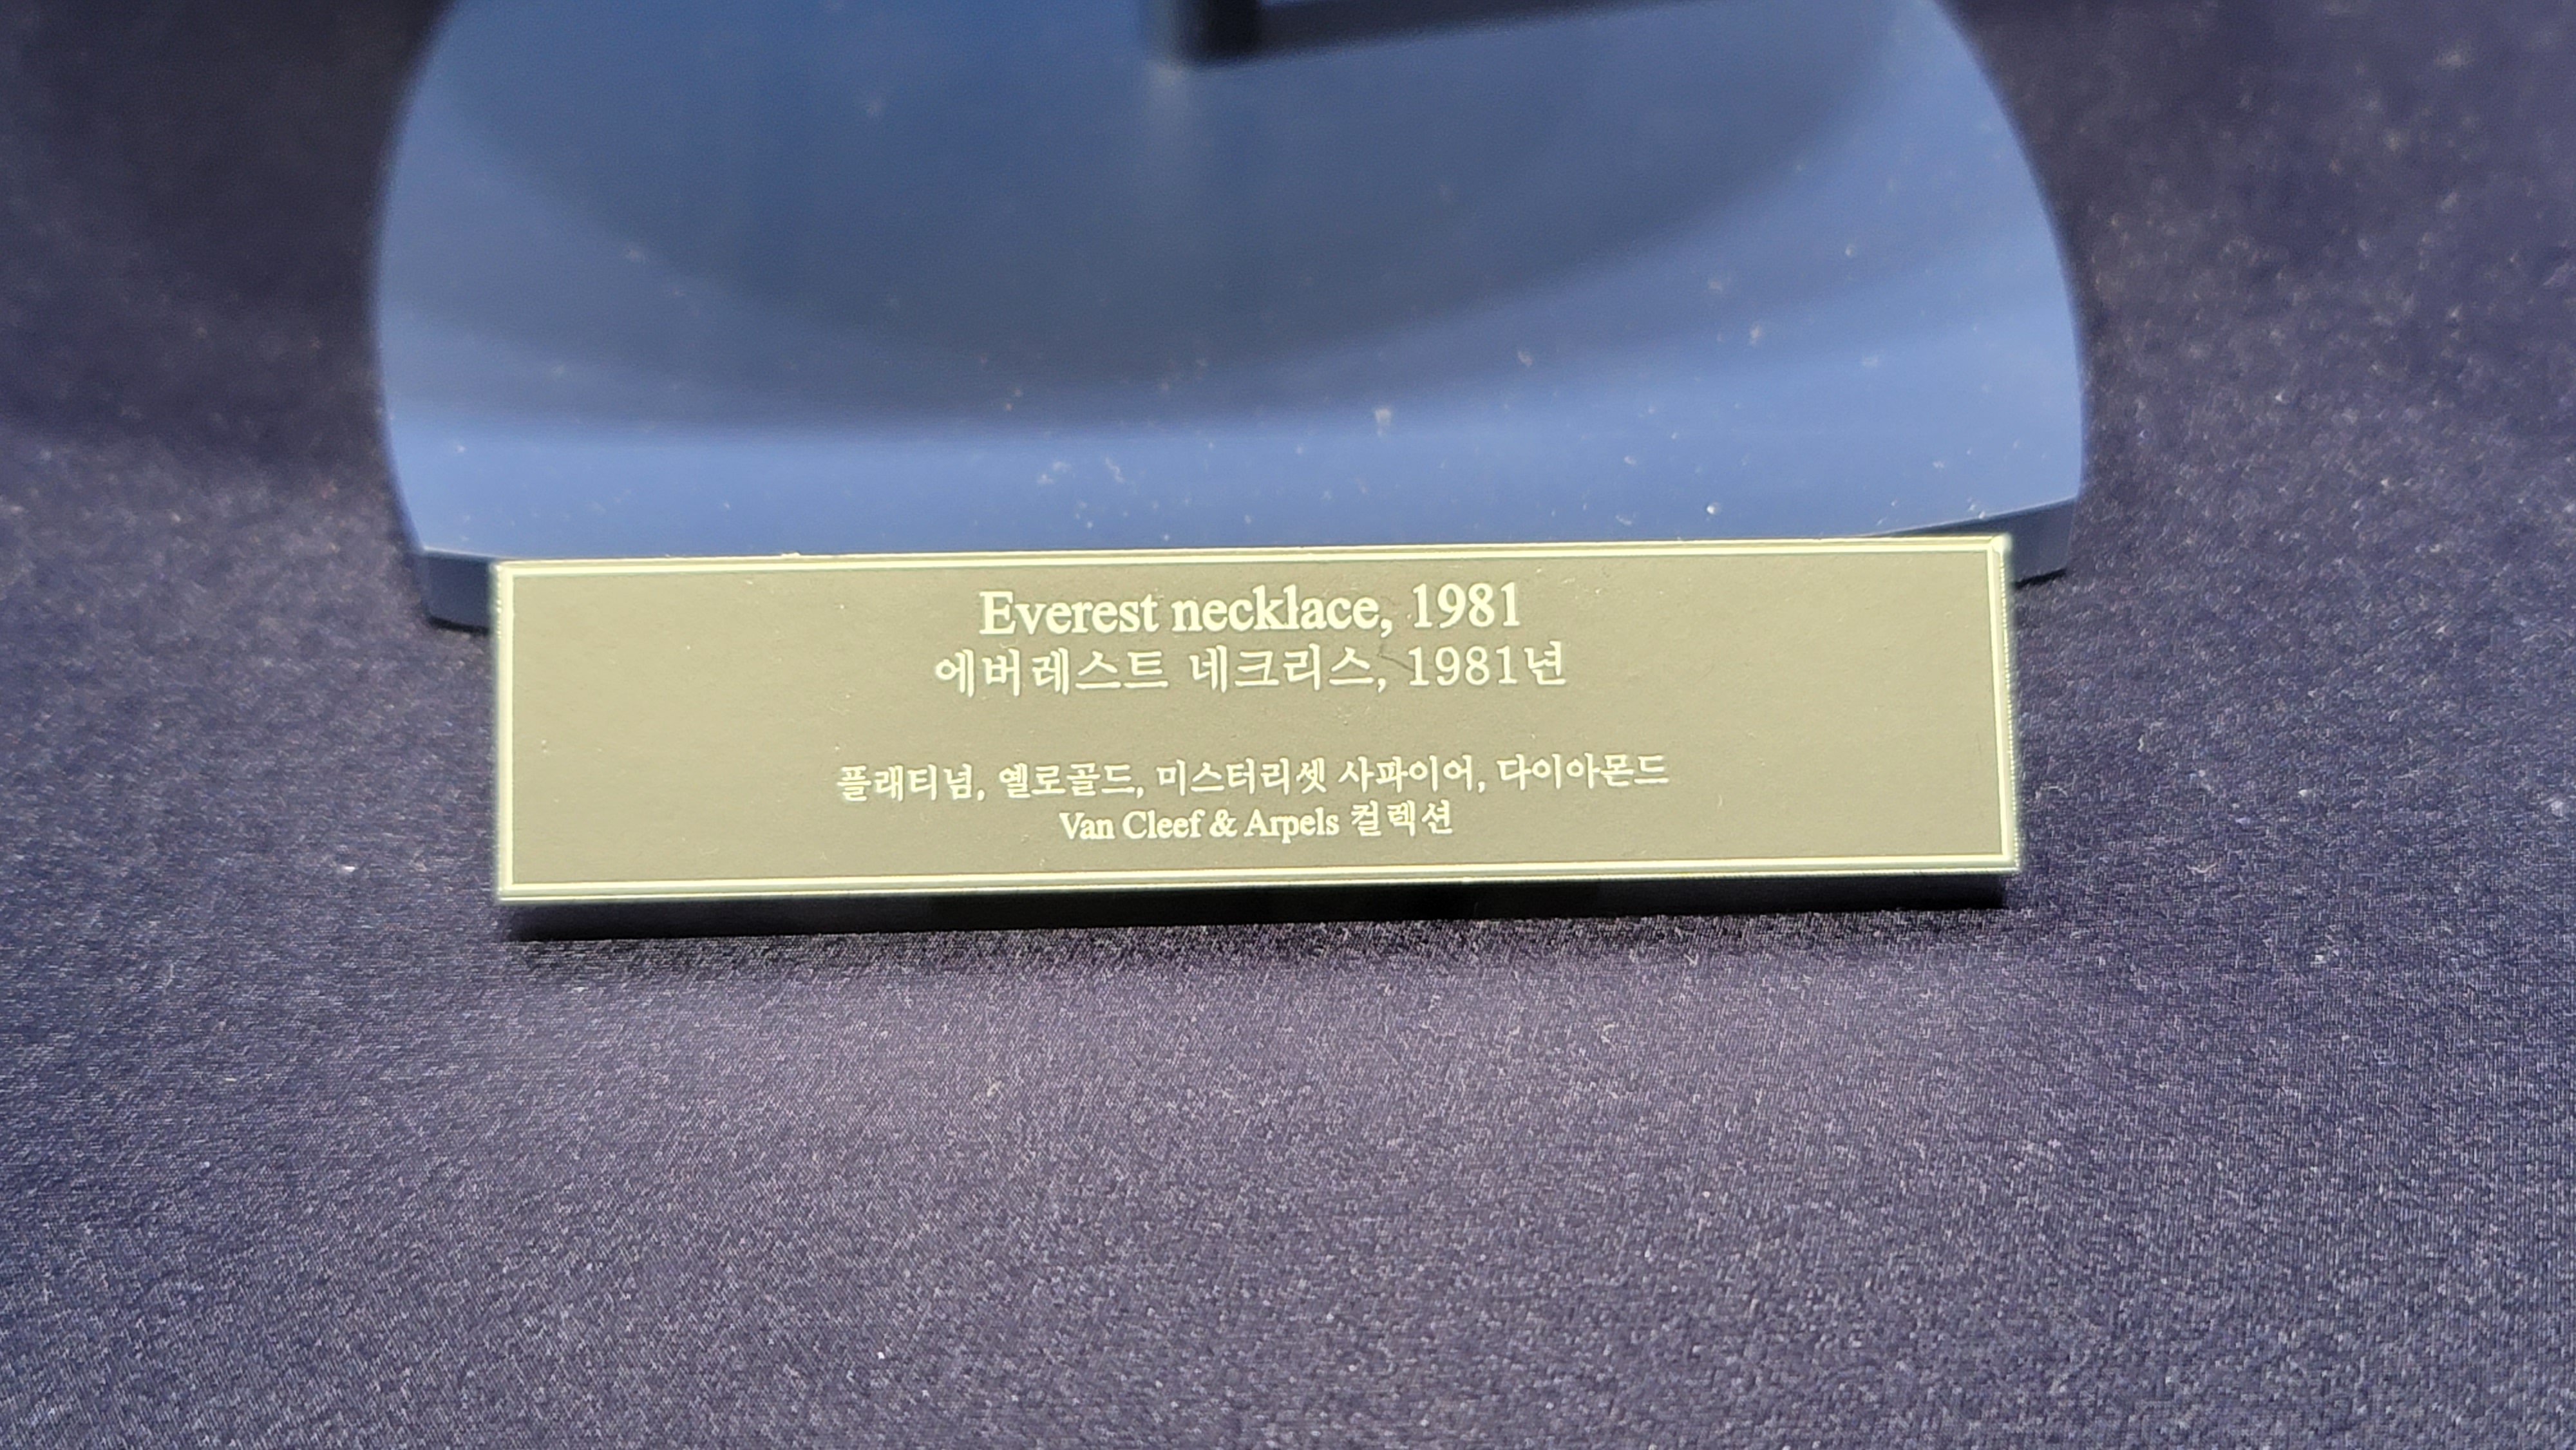 Everest necklace, 1981
에버레스트 네크리스, 1981년
플래티넘, 옐로골드, 미스터리셋 사파이어, 다이아몬드
Van Cleef & Arpels 컬렉션